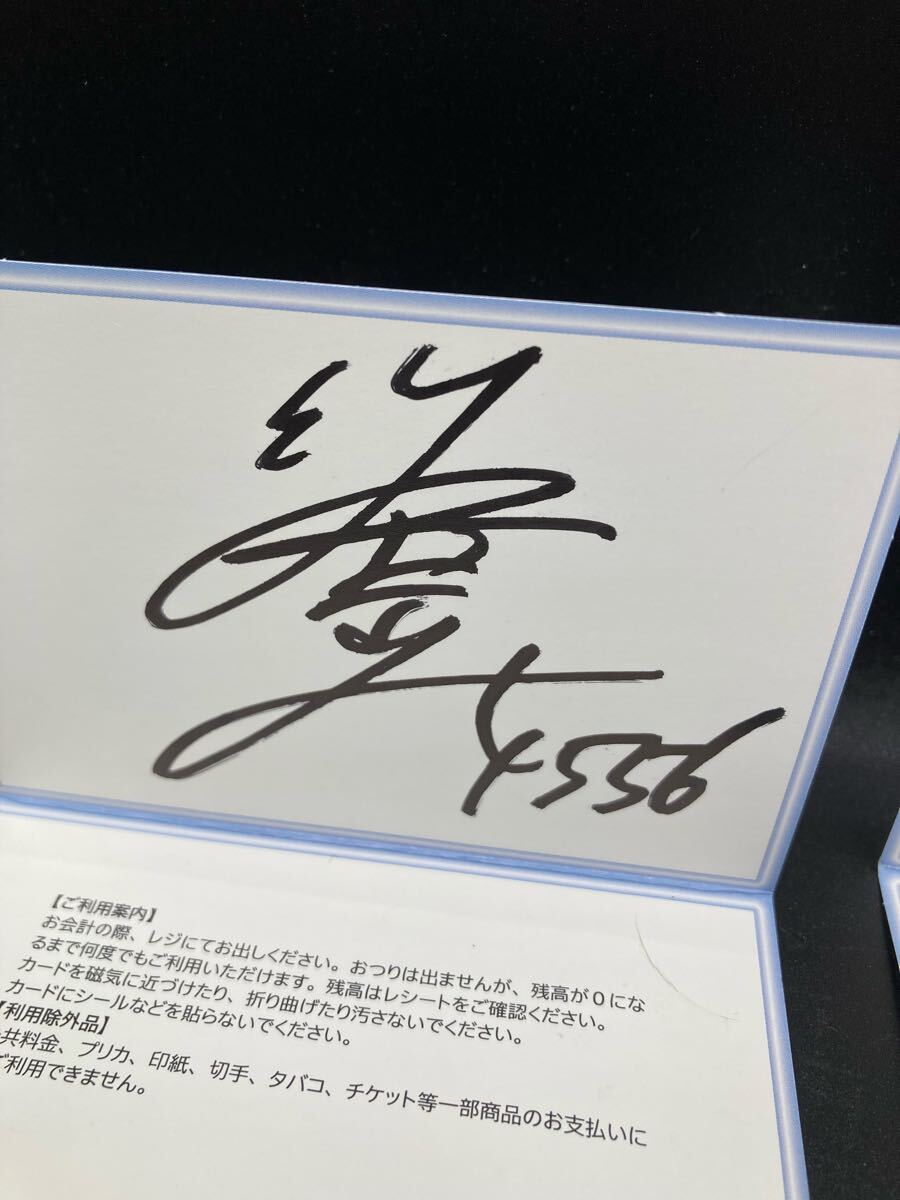 【ご利用案内】
お会計の際、レジにてお出しください。おつりは出ませんが、残高が0にな
るまで何度でもご利用いただけます。残高はレシートをご確認ください。
カードを磁気に近づけたり、折り曲げたり汚さないでください。
カードにシールなどを貼らないでください。
【利用除外品】
共料金、プリカ、印紙、切手、タバコ、チケット等一部商品のお支払いに
ご利用できません。